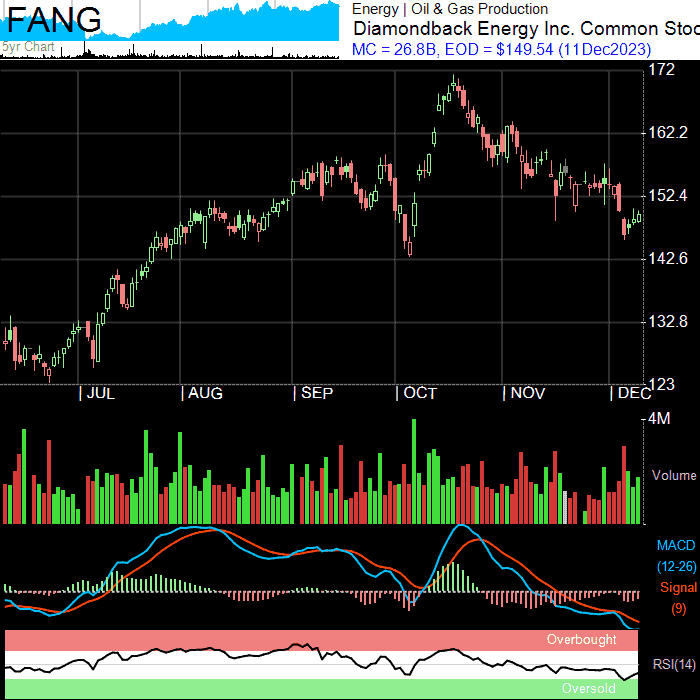 FANG
5yr Chart
Energy | Oil & Gas Production
Diamondback Energy Inc. Common Stoc
MC = 26.8B, EOD = $149.54 (11Dec2023)
172
162.2
152.4
142.6
132.8
123
| JUL | AUG | SEP | OCT | NOV | DEC
4M
Volume
MACD
(12-26)
Signal
(9)
Overbought
RSI(14)
Oversold